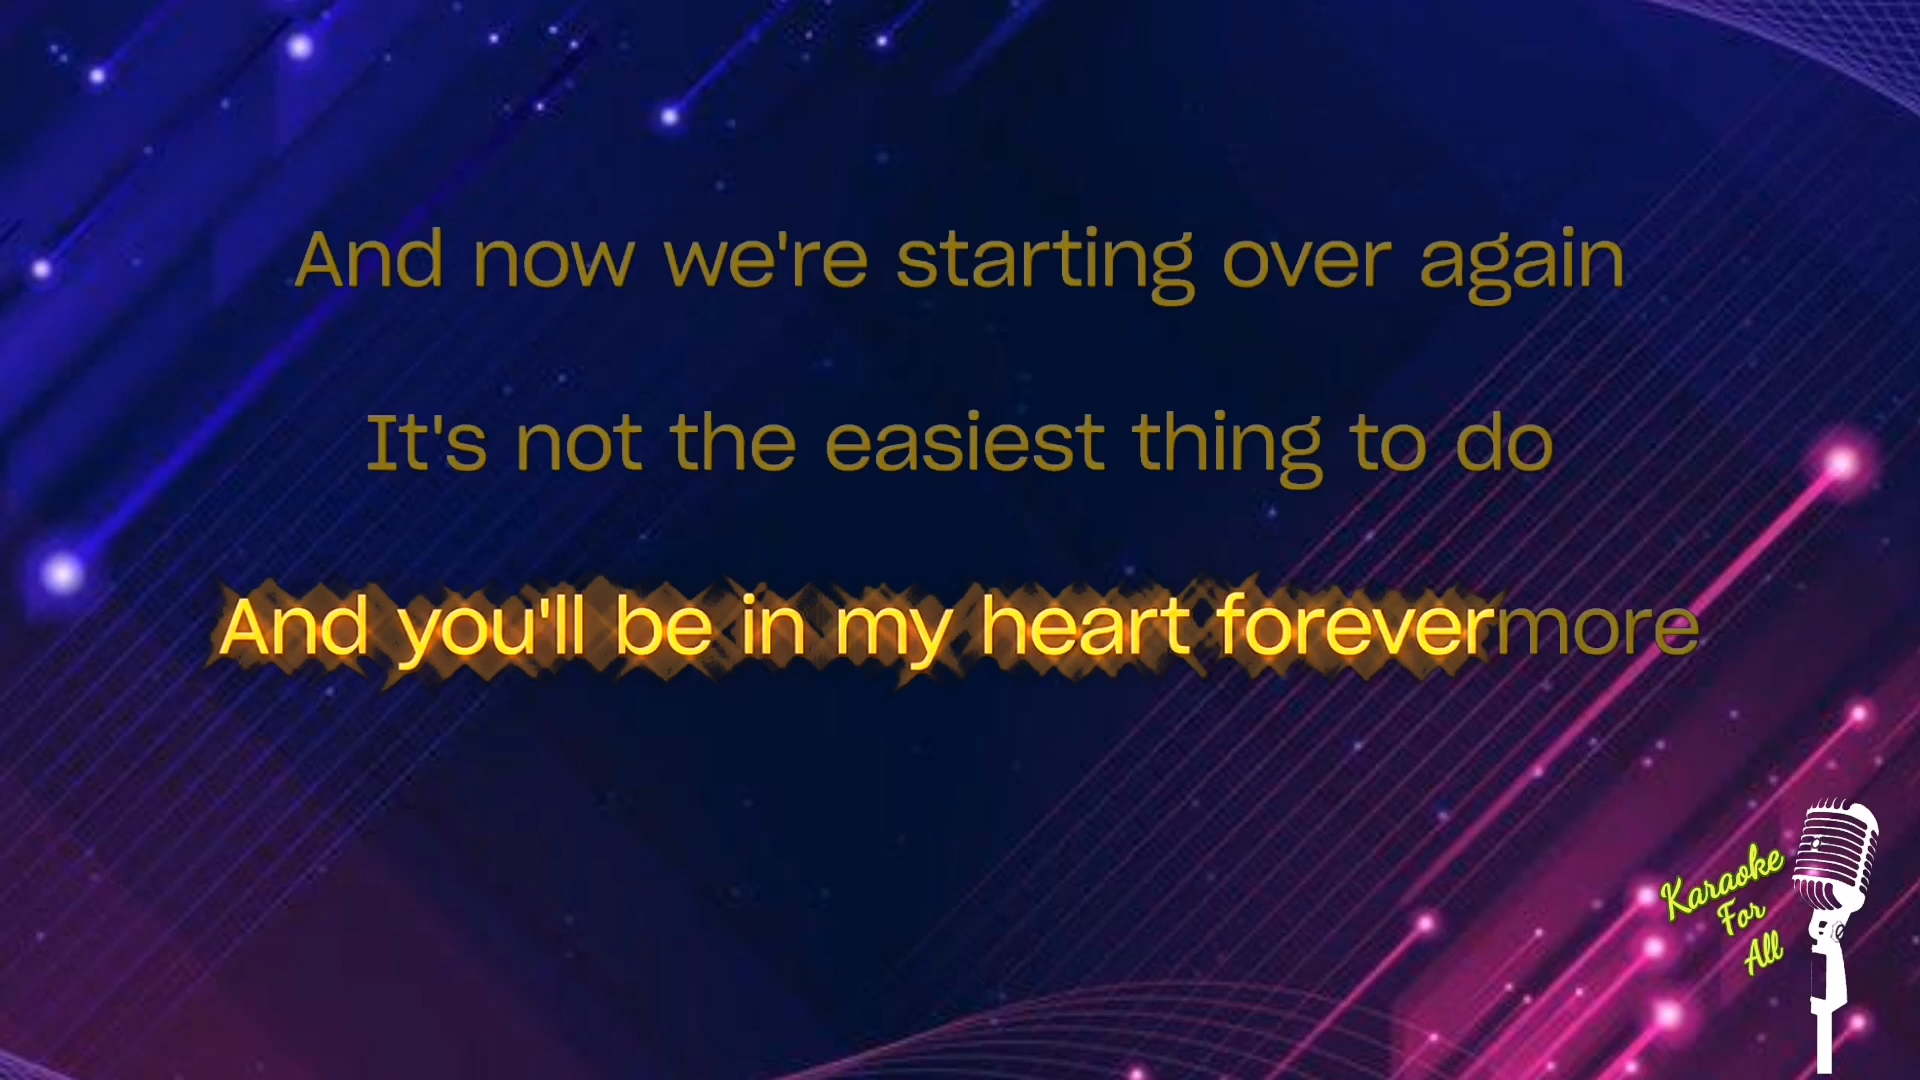 And now we're starting over again
It's not the easiest thing to do
And you'll be in my heart forevermore
Karaoke
For
All